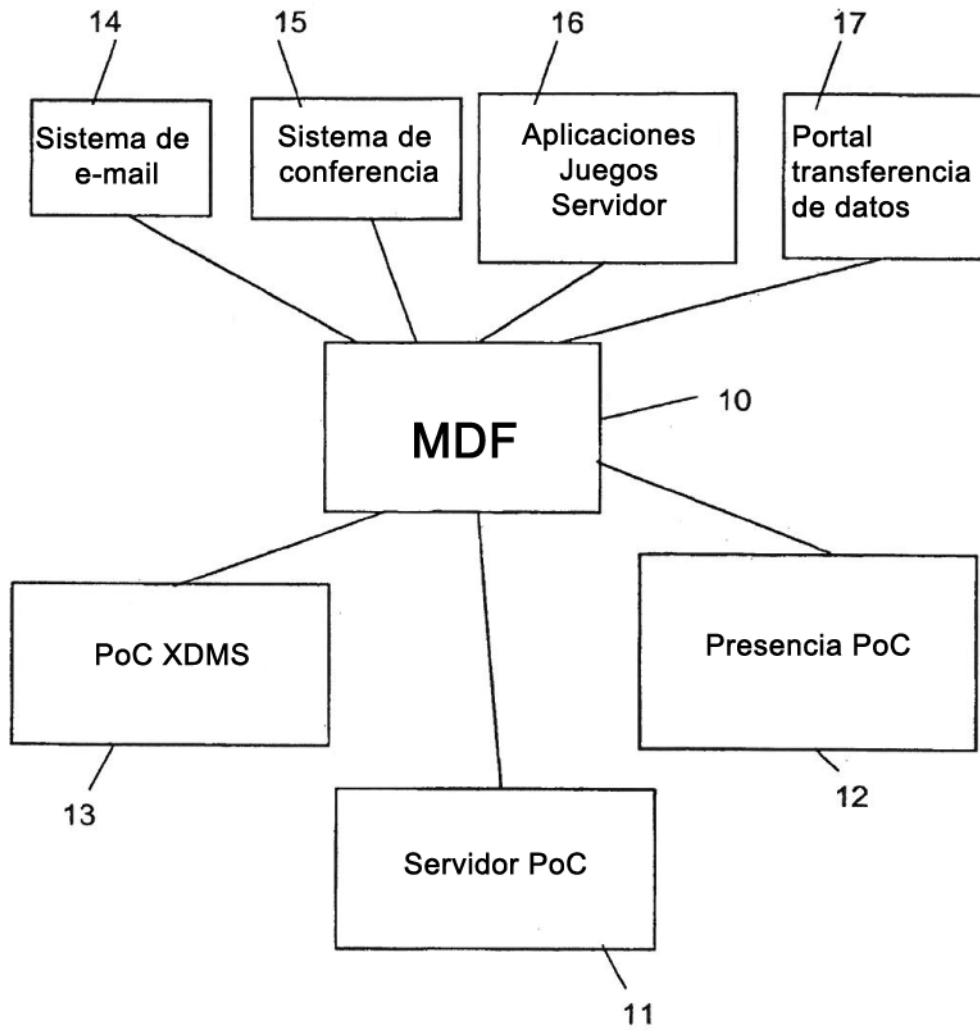 14
15
16
17
Sistema de
e-mail
Sistema de
conferencia
Aplicaciones
Juegos
Servidor
Portal
transferencia
de datos
10
MDF
PoC XDMS
Presencia PoC
13
12
Servidor PoC
11